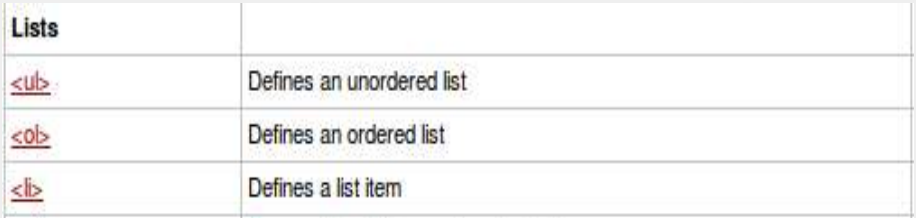 Lists
<ul> Defines an unordered list
<ol> Defines an ordered list
<li> Defines a list item